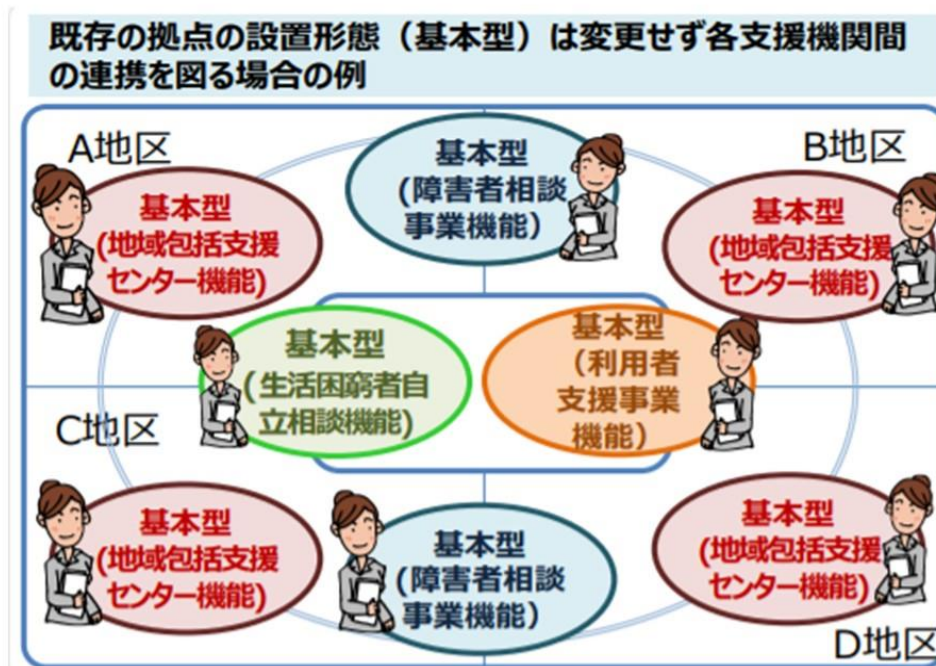 既存の拠点の設置形態（基本型）は変更せず各支援機関間
の連携を図る場合の例
A地区
基本型
(障害者相談
事業機能）
B地区
基本型
(地域包括支援
センター機能)
基本型
(地域包括支援
センター機能)
基本型
(生活困窮者自
立相談機能)
基本型
（利用者
支援事業
機能）
C地区
基本型
(地域包括支援
センター機能)
基本型
(障害者相談
事業機能）
基本型
(地域包括支援
センター機能)
D地区